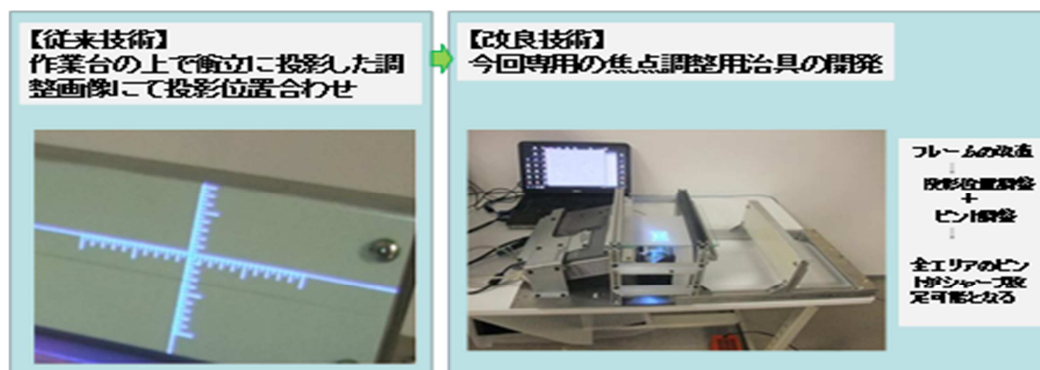 【従来技術】
作業台の上で衝立に投影した調
整画像にて投影位置合わせ
【改良技術】
今回専用の焦点調整用治具の開発
フレームの改造
投影位置調整
+
ピント調整
全エリアのピン
トがシャープ設
定可能となる